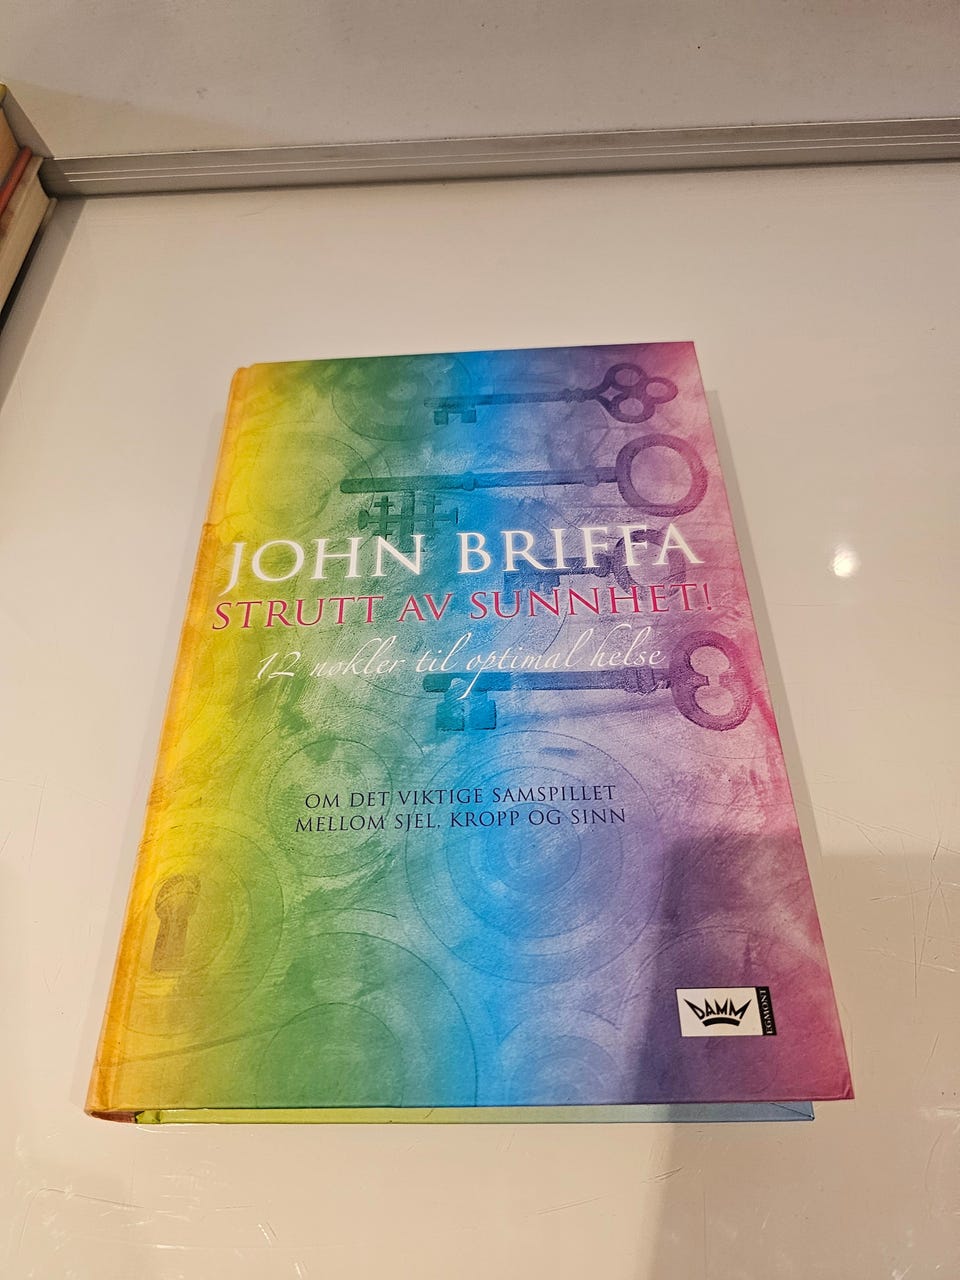 JOHN BRIFFA
STRUTT AV SUNNHET!
12 nøkler til optimal helse
OM DET VIKTIGE SAMSPILLET
MELLOM SJEL, KROPP OG SINN
DAMM
EGMONT